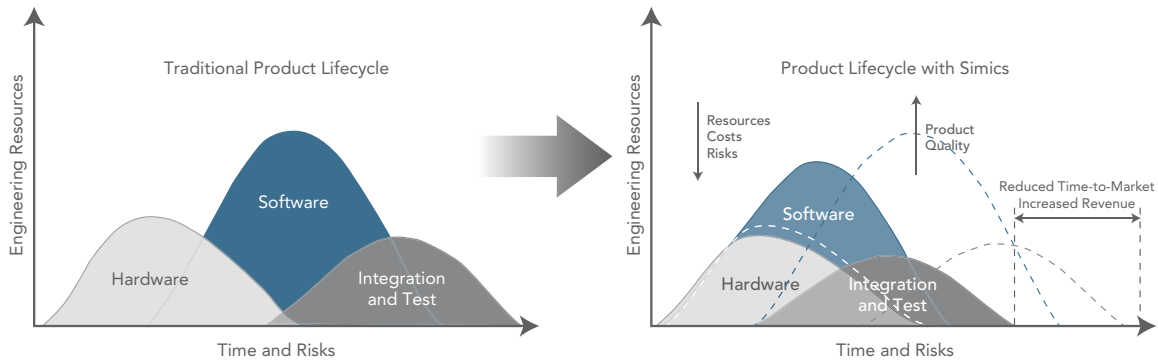 Traditional Product Lifecycle
Engineering Resources
Software
Hardware
Integration
and Test
Time and Risks
Product Lifecycle with Simics
Engineering Resources
Resources
Costs
Risks
Product
Quality
Reduced Time-to-Market
Increased Revenue
Software
Hardware
Integration
and Test
Time and Risks